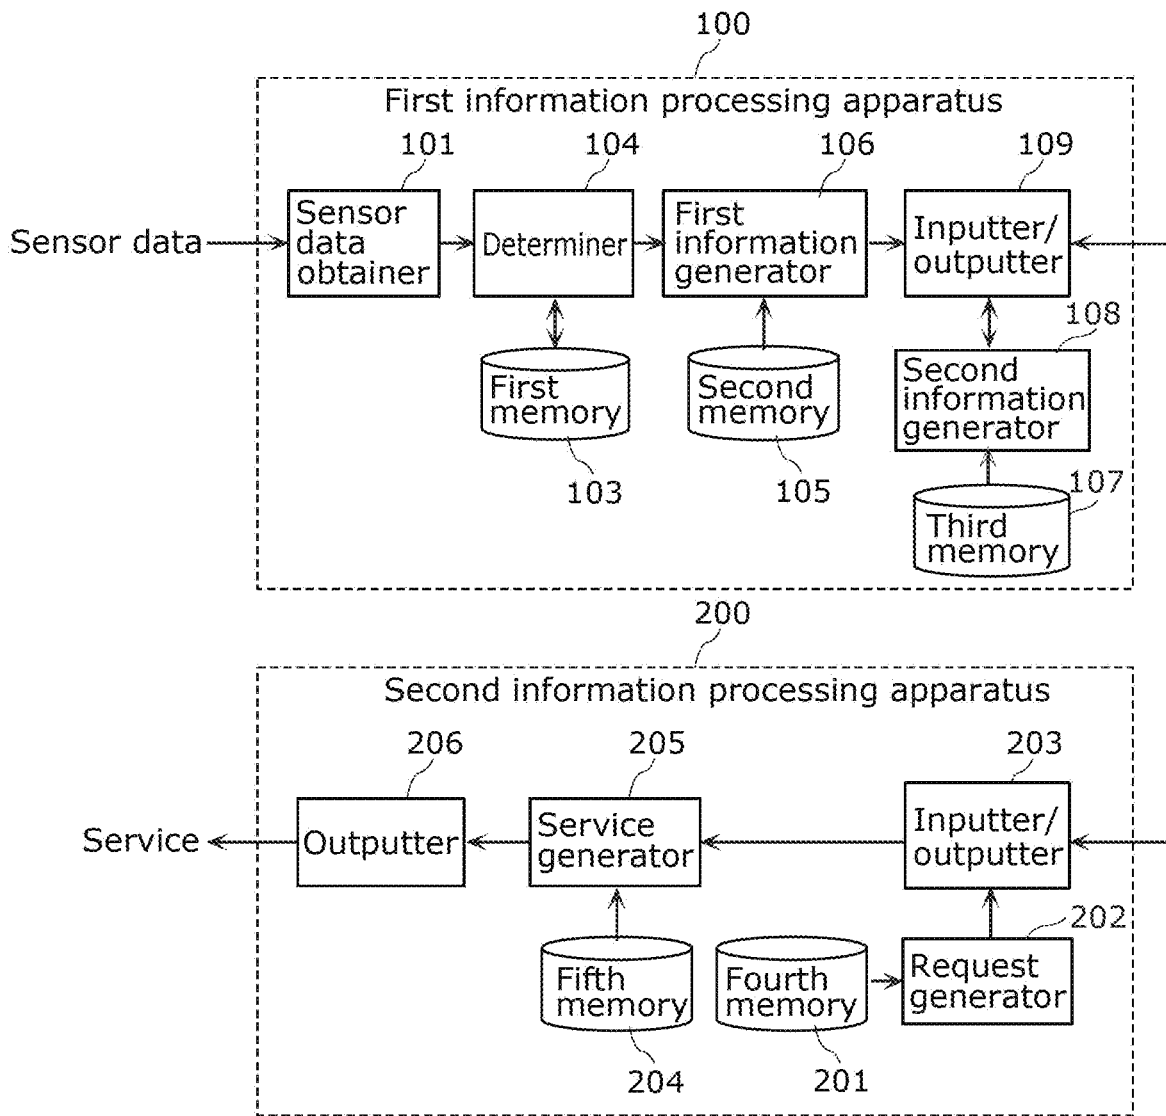 100
First information processing apparatus
101
104
106
109
Sensor data
Sensor
data
obtainer
Determiner
First
information
generator
Inputter/
outputter
108
First
memory
Second
memory
Second
information
generator
103
105
107
Third
memory
200
Second information processing apparatus
206
205
203
Service
Outputter
Service
generator
Inputter/
outputter
202
Fifth
memory
Fourth
memory
Request
generator
204
201